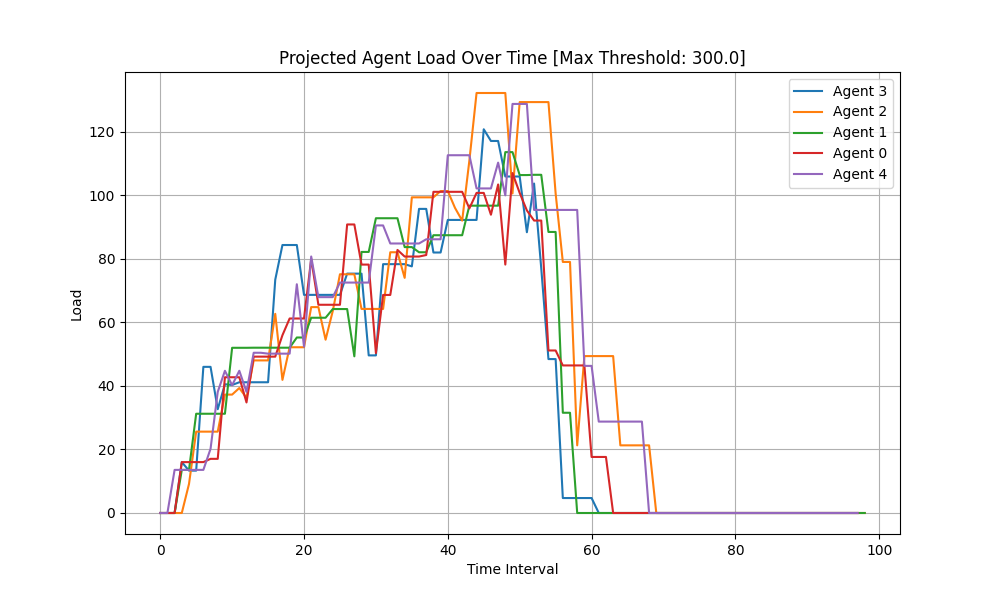 Projected Agent Load Over Time [Max Threshold: 300.0]
Agent 3
Agent 2
Agent 1
Agent 0
Agent 4
Load
120
100
80
60
40
20
0
0 20 40 60 80 100
Time Interval